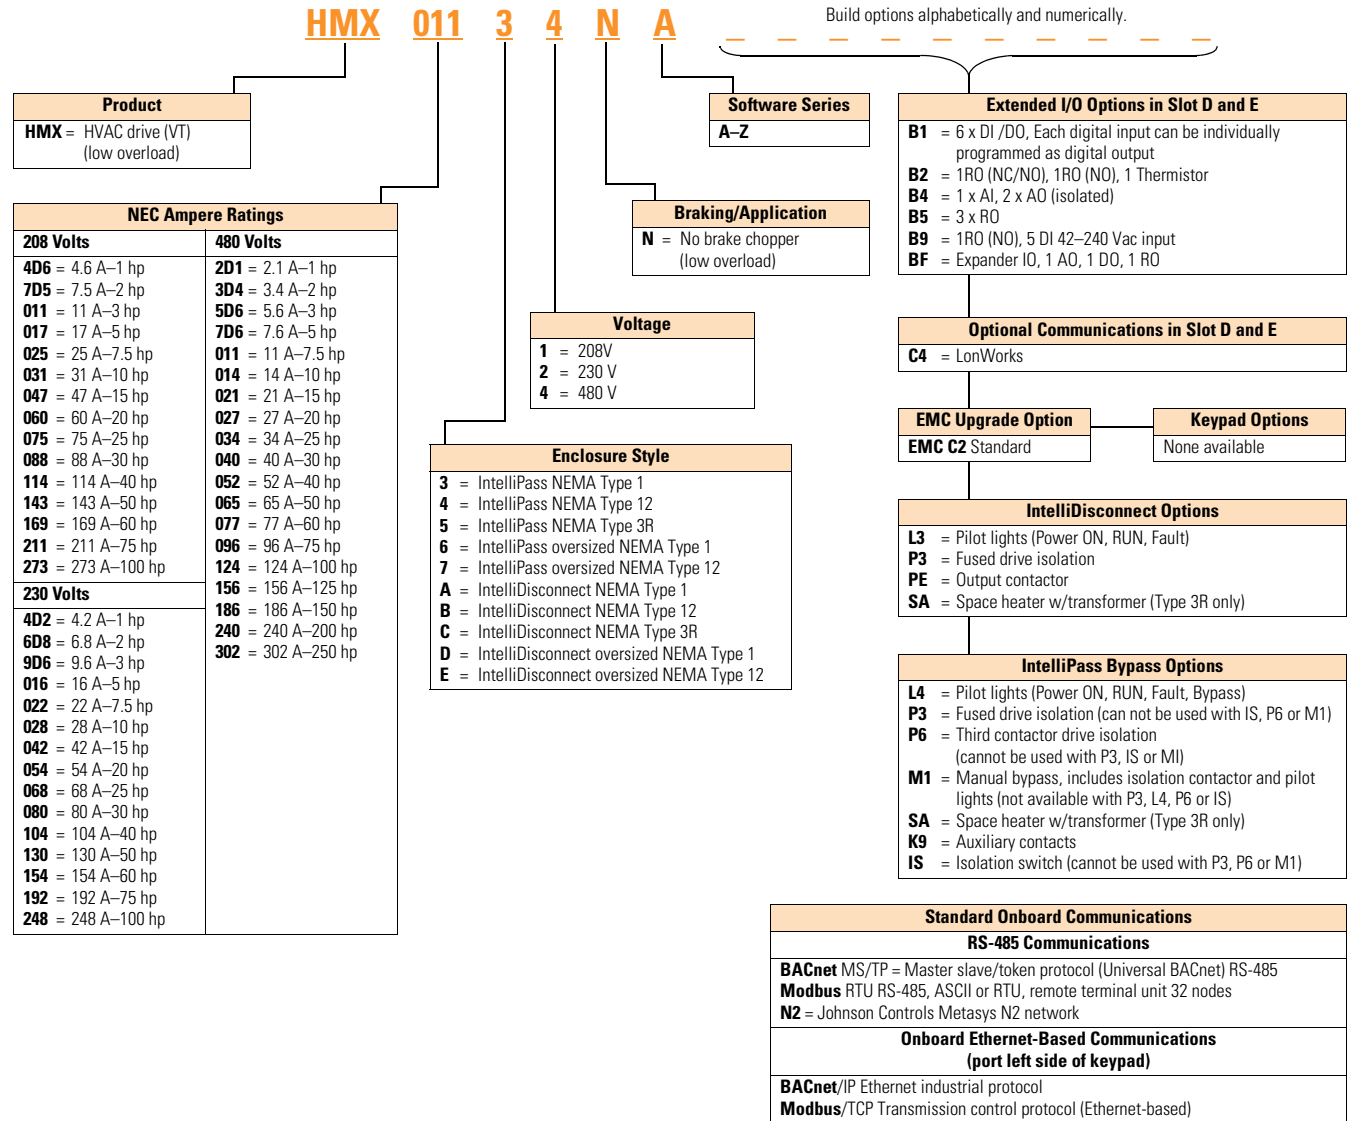 HMX 011 3 4 N A _ _ _ _ _ _ _ _ _ _
Build options alphabetically and numerically.
Product
HMX = HVAC drive (VT)
(low overload)
NEC Ampere Ratings
208 Volts
4D6 = 4.6 A–1 hp
7D5 = 7.5 A–2 hp
011 = 11 A–3 hp
017 = 17 A–5 hp
025 = 25 A–7.5 hp
031 = 31 A–10 hp
047 = 47 A–15 hp
060 = 60 A–20 hp
075 = 75 A–25 hp
088 = 88 A–30 hp
114 = 114 A–40 hp
143 = 143 A–50 hp
169 = 169 A–60 hp
211 = 211 A–75 hp
273 = 273 A–100 hp
230 Volts
4D2 = 4.2 A–1 hp
6D8 = 6.8 A–2 hp
9D6 = 9.6 A–3 hp
016 = 16 A–5 hp
022 = 22 A–7.5 hp
028 = 28 A–10 hp
042 = 42 A–15 hp
054 = 54 A–20 hp
068 = 68 A–25 hp
080 = 80 A–30 hp
104 = 104 A–40 hp
130 = 130 A–50 hp
154 = 154 A–60 hp
192 = 192 A–75 hp
248 = 248 A–100 hp
480 Volts
2D1 = 2.1 A–1 hp
3D4 = 3.4 A–2 hp
5D6 = 5.6 A–3 hp
7D6 = 7.6 A–5 hp
011 = 11 A–7.5 hp
014 = 14 A–10 hp
021 = 21 A–15 hp
027 = 27 A–20 hp
034 = 34 A–25 hp
040 = 40 A–30 hp
052 = 52 A–40 hp
065 = 65 A–50 hp
077 = 77 A–60 hp
096 = 96 A–75 hp
124 = 124 A–100 hp
156 = 156 A–125 hp
186 = 186 A–150 hp
240 = 240 A–200 hp
302 = 302 A–250 hp
Enclosure Style
3 = IntelliPass NEMA Type 1
4 = IntelliPass NEMA Type 12
5 = IntelliPass NEMA Type 3R
6 = IntelliPass oversized NEMA Type 1
7 = IntelliPass oversized NEMA Type 12
A = IntelliDisconnect NEMA Type 1
B = IntelliDisconnect NEMA Type 12
C = IntelliDisconnect NEMA Type 3R
D = IntelliDisconnect oversized NEMA Type 1
E = IntelliDisconnect oversized NEMA Type 12
Voltage
1 = 208V
2 = 230 V
4 = 480 V
Braking/Application
N = No brake chopper
(low overload)
Software Series
A–Z
Extended I/O Options in Slot D and E
B1 = 6 x DI /DO, Each digital input can be individually
programmed as digital output
B2 = 1RO (NC/NO), 1RO (NO), 1 Thermistor
B4 = 1 x AI, 2 x AO (isolated)
B5 = 3 x RO
B9 = 1RO (NO), 5 DI 42–240 Vac input
BF = Expander IO, 1 AO, 1 DO, 1 RO
Optional Communications in Slot D and E
C4 = LonWorks
EMC Upgrade Option
EMC C2 Standard
Keypad Options
None available
IntelliDisconnect Options
L3 = Pilot lights (Power ON, RUN, Fault)
P3 = Fused drive isolation
PE = Output contactor
SA = Space heater w/transformer (Type 3R only)
IntelliPass Bypass Options
L4 = Pilot lights (Power ON, RUN, Fault, Bypass)
P3 = Fused drive isolation (can not be used with IS, P6 or M1)
P6 = Third contactor drive isolation
(cannot be used with P3, IS or MI)
M1 = Manual bypass, includes isolation contactor and pilot
lights (not available with P3, L4, P6 or IS)
SA = Space heater w/transformer (Type 3R only)
K9 = Auxiliary contacts
IS = Isolation switch (cannot be used with P3, P6 or M1)
Standard Onboard Communications
RS-485 Communications
BACnet MS/TP = Master slave/token protocol (Universal BACnet) RS-485
Modbus RTU RS-485, ASCII or RTU, remote terminal unit 32 nodes
N2 = Johnson Controls Metasys N2 network
Onboard Ethernet-Based Communications
(port left side of keypad)
BACnet/IP Ethernet industrial protocol
Modbus/TCP Transmission control protocol (Ethernet-based)